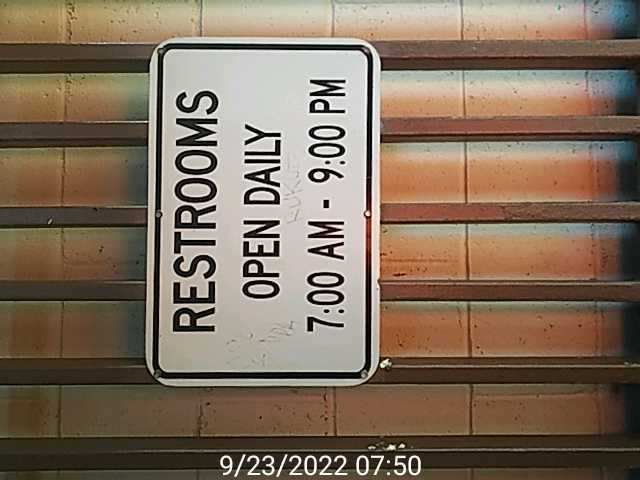 RESTROOMS
OPEN DAILY
7:00 AM - 9:00 PM
9/23/2022 07:50